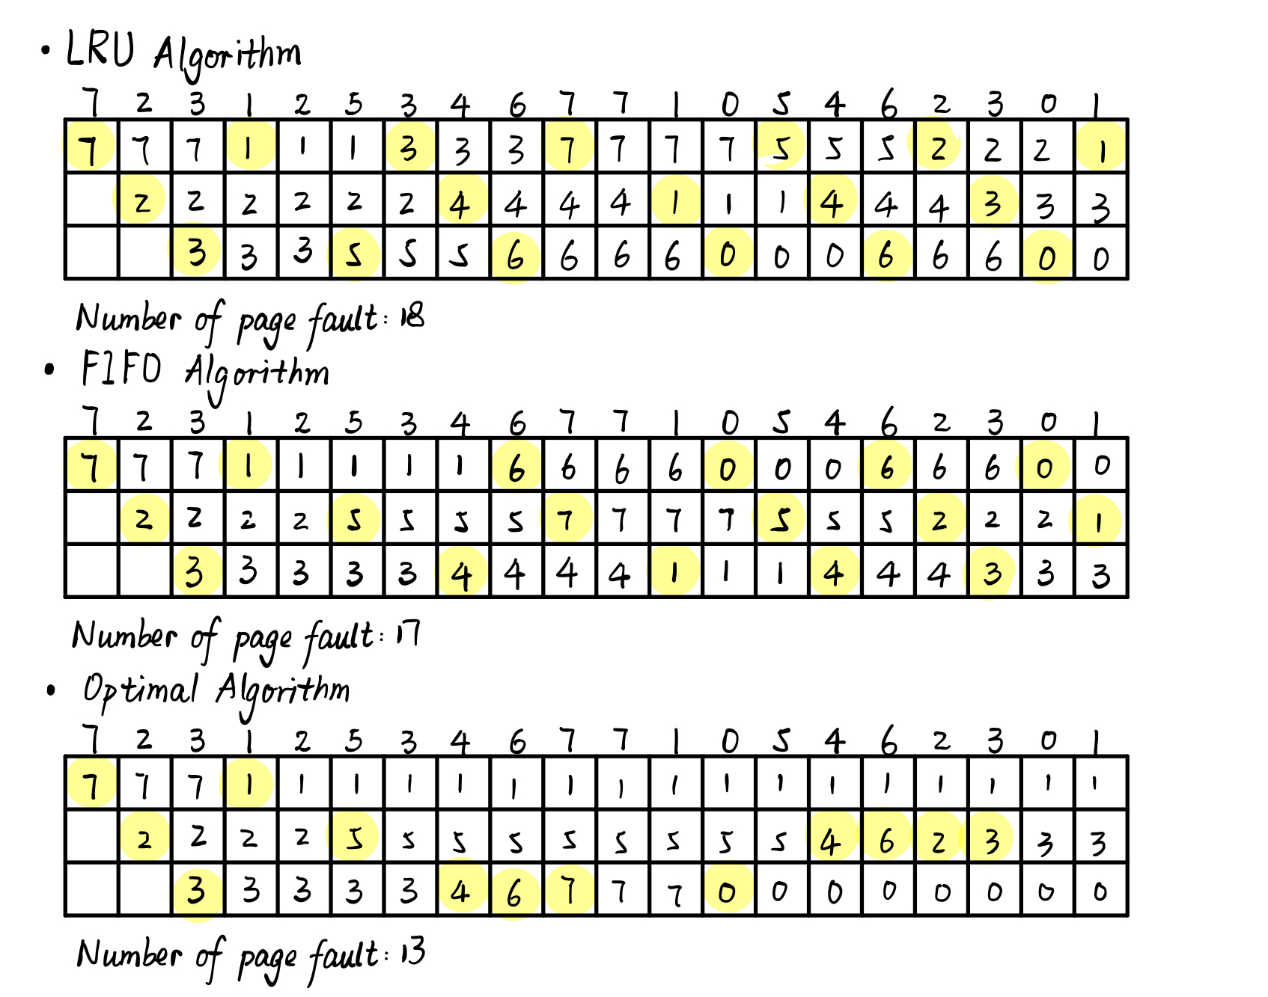 • LRU Algorithm
7 2 3 1 2 5 3 4 6 7 7 1 0 5 4 6 2 3 0 1
7 7 7 1 1 1 3 3 3 7 7 7 7 5 5 5 2 2 2 1
2 2 2 2 2 2 4 4 4 4 1 1 1 4 4 4 3 3 3
3 3 3 5 5 5 6 6 6 6 0 0 0 6 6 6 0 0
Number of page fault: 18
• FIFO Algorithm
7 2 3 1 2 5 3 4 6 7 7 1 0 5 4 6 2 3 0 1
7 7 7 1 1 1 1 1 6 6 6 6 0 0 0 6 6 6 0 0
2 2 2 2 5 5 5 5 7 7 7 7 5 5 5 2 2 2 1
3 3 3 3 3 4 4 4 4 1 1 1 4 4 4 3 3 3
Number of page fault: 17
• Optimal Algorithm
7 2 3 1 2 5 3 4 6 7 7 1 0 5 4 6 2 3 0 1
7 7 7 1 1 1 1 1 1 1 1 1 1 1 1 1 1 1 1 1
2 2 2 2 5 5 5 5 5 5 5 5 5 4 6 2 3 3 3
3 3 3 3 3 4 6 7 7 7 0 0 0 0 0 0 0 0
Number of page fault: 13